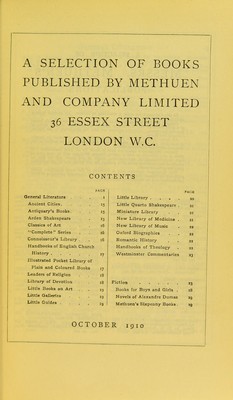 A SELECTION OF BOOKS
PUBLISHED BY METHUEN
AND COMPANY LIMITED
36 ESSEX STREET
LONDON W.C.
CONTENTS
PAGE
General Literature
Ancient Cities.
Antiquary's Books.
Arden Shakespeare
Classics of Art
"Complete" Series
Connoisseur's Library
Handbooks of English Church
History
Illustrated Pocket Library of
Plain and Coloured Books
Leaders of Religion
Library of Devotion
Little Books on Art
Little Galleries
Little Guides
PAGE
Little Library
Little Quarto Shakespeare
Miniature Library
New Library of Medicine
New Library of Music
Oxford Biographies
Romantic History
Handbooks of Theology
Westminster Commentaries
Fiction
Books for Boys and Girls
Novels of Alexandre Dumas
Methuen's Sixpenny Books
OCTOBER 1910